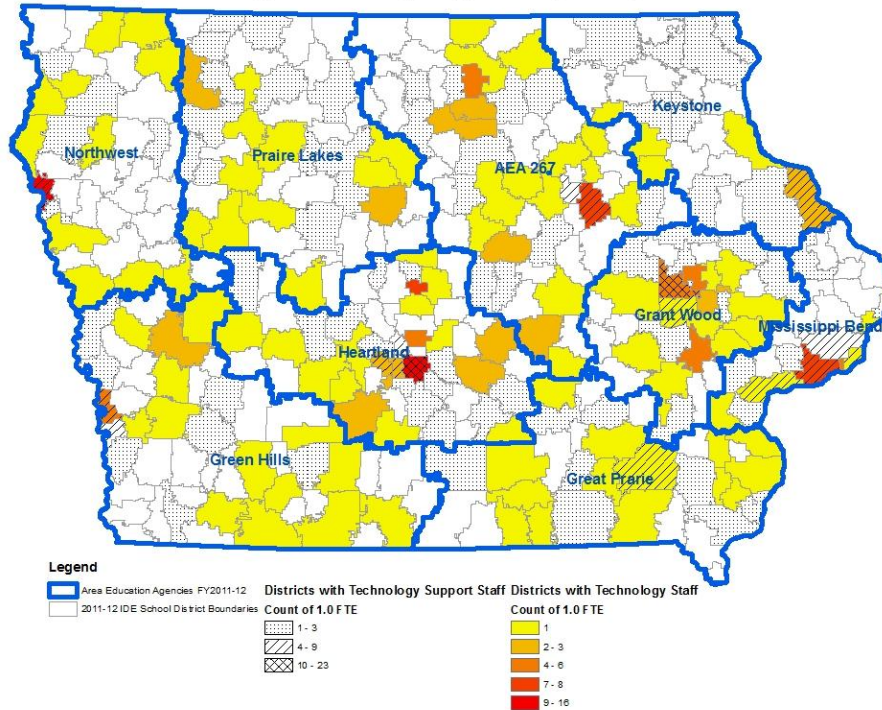 Keystone
Northwest
Praire Lakes
AEA 267
Grant Wood
Mississippi Bend
Heartland
Green Hills
Great Prarie
Legend
Area Education Agencies FY2011-12
2011-12 IDE School District Boundaries
Districts with Technology Support Staff
Count of 1.0 FTE
1 - 3
4 - 9
10 - 23
Districts with Technology Staff
Count of 1.0 FTE
1
2 - 3
4 - 6
7 - 8
9 - 16